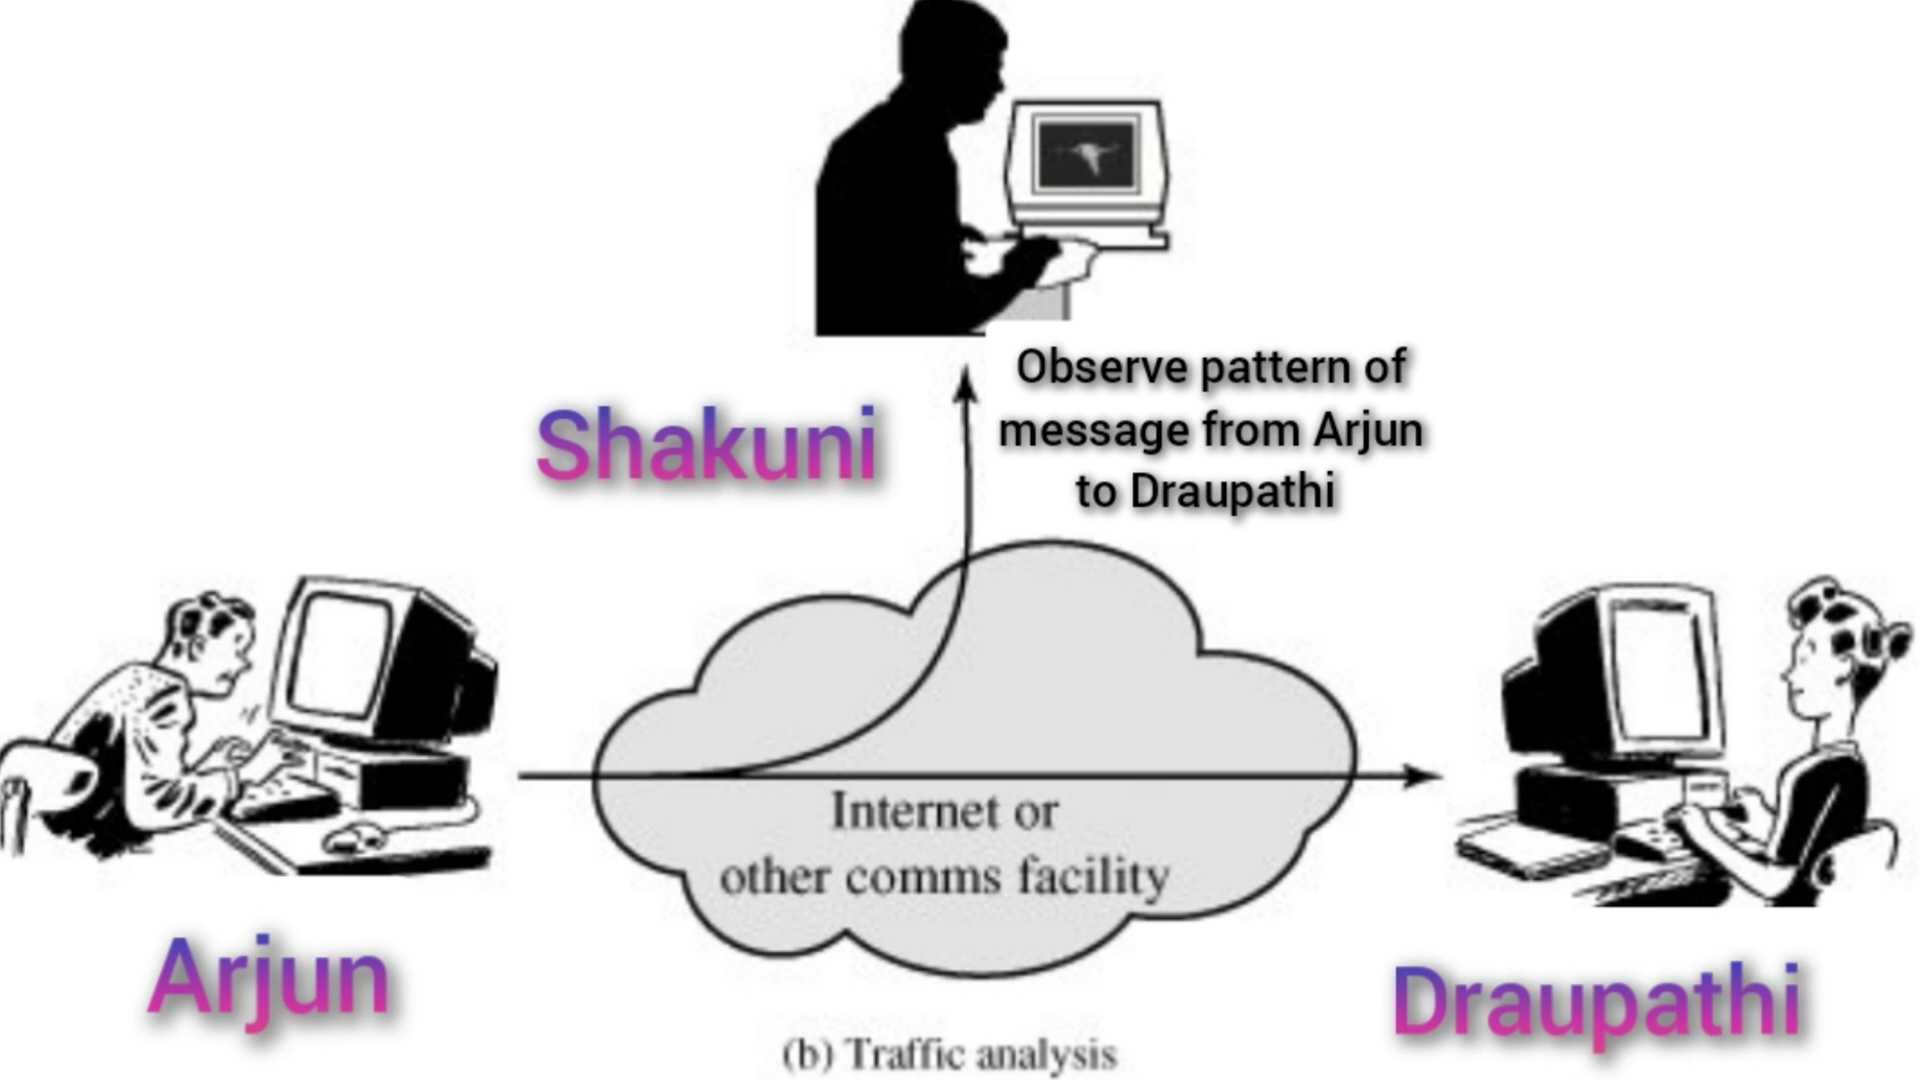 Observe pattern of
message from Arjun
to Draupathi
Shakuni
Internet or
other comms facility
Arjun
Draupathi
(b) Traffic analysis